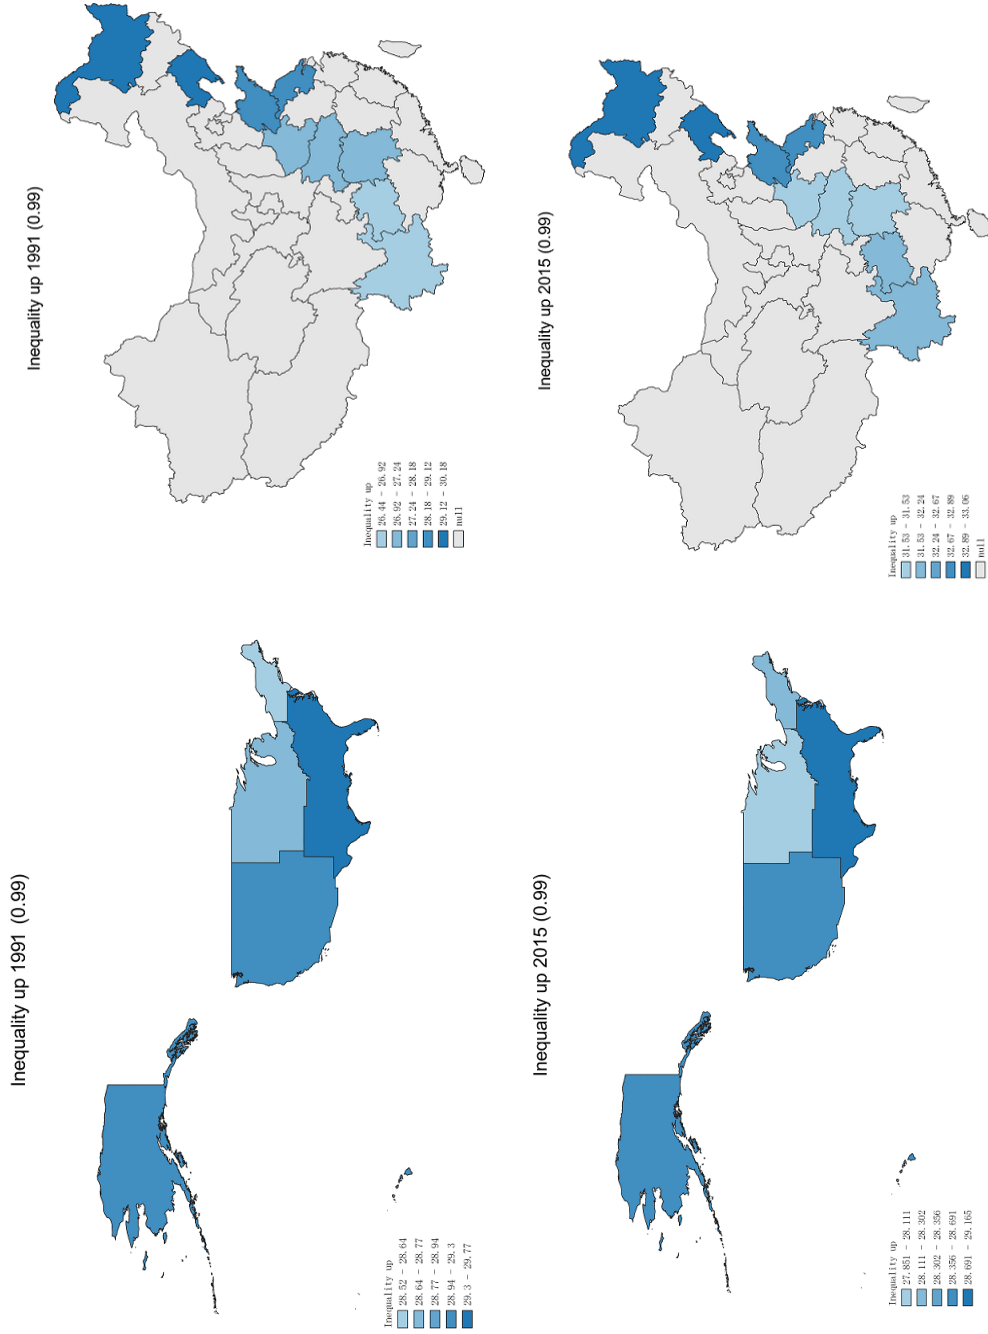 Inequality up 1991 (0.99)
Inequality up
28.52 - 28.64
28.64 - 28.77
28.77 - 28.94
28.94 - 29.3
29.3 - 29.77
Inequality up 1991 (0.99)
Inequality up
26.44 - 26.92
26.92 - 27.24
27.24 - 28.18
28.18 - 29.12
29.12 - 30.18
null
Inequality up 2015 (0.99)
Inequality up
27.851 - 28.111
28.111 - 28.302
28.302 - 28.356
28.356 - 28.691
28.691 - 29.165
Inequality up 2015 (0.99)
Inequality up
31.53 - 31.53
31.53 - 32.24
32.24 - 32.67
32.67 - 32.89
32.89 - 33.06
null